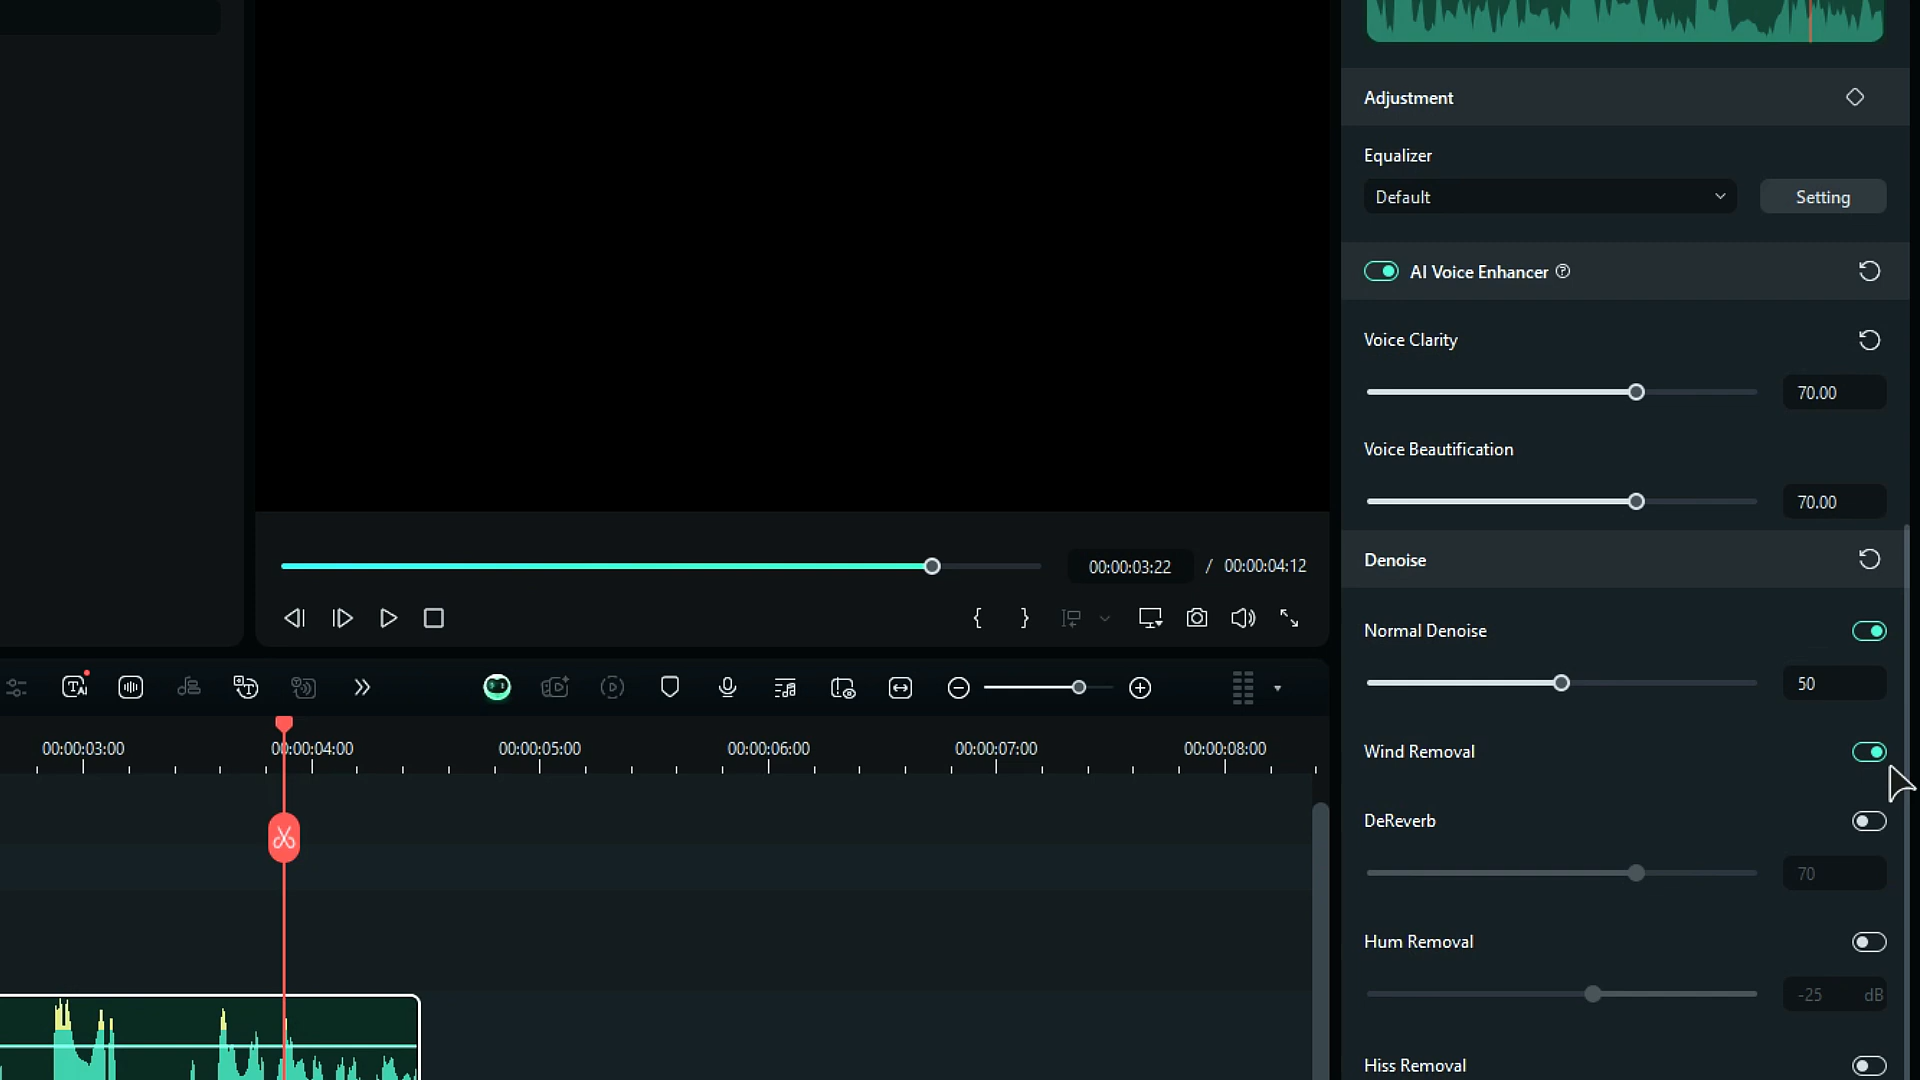 Adjustment
Equalizer
Default
Setting
AI Voice Enhancer
Voice Clarity
70.00
Voice Beautification
70.00
Denoise
00:00:03:22 / 00:00:04:12
Normal Denoise
50
Wind Removal
00:00:03:00 00:00:04:00 00:00:05:00 00:00:06:00 00:00:07:00 00:00:08:00
DeReverb
70
Hum Removal
-25 dB
Hiss Removal